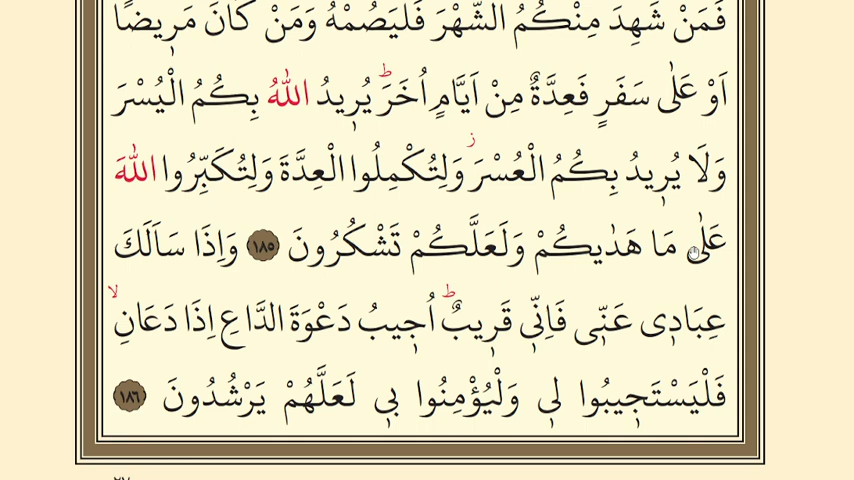 فَمَنْ شَهِدَ مِنْكُمُ الشَّهْرَ فَلْيَصُمْهُ وَمَنْ كَانَ مَر۪يضًا
اَوْ عَلٰى سَفَرٍ فَعِدَّةٌ مِنْ اَيَّامٍ اُخَرَۜ يُر۪يدُ اللّٰهُ بِكُمُ الْيُسْرَ
وَلَا يُر۪يدُ بِكُمُ الْعُسْرَۘ وَلِتُكْمِلُوا الْعِدَّةَ وَلِتُكَبِّرُوا اللّٰهَ
عَلٰى مَا هَدٰيكُمْ وَلَعَلَّكُمْ تَشْكُرُونَ ﴿١٨٥﴾ وَاِذَا سَاَلَكَ
عِبَاد۪ى عَنّ۪ى فَاِنّ۪ى قَر۪يبٌۜ اُج۪يبُ دَعْوَةَ الدَّاعِ اِذَا دَعَانِۙ
فَلْيَسْتَج۪يبُوا ل۪ى وَلْيُؤْمِنُوا ب۪ى لَعَلَّهُمْ يَرْشُدُونَ ﴿١٨٦﴾
٢٧